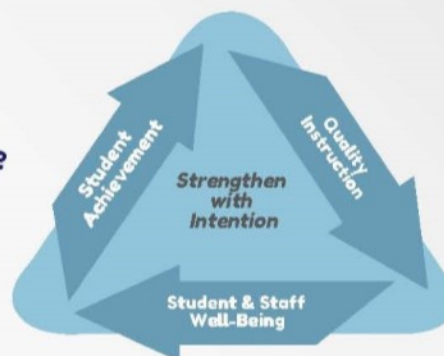 Student
Achievement
Quality
Instruction
Strengthen
with
Intention
Student & Staff
Well-Being